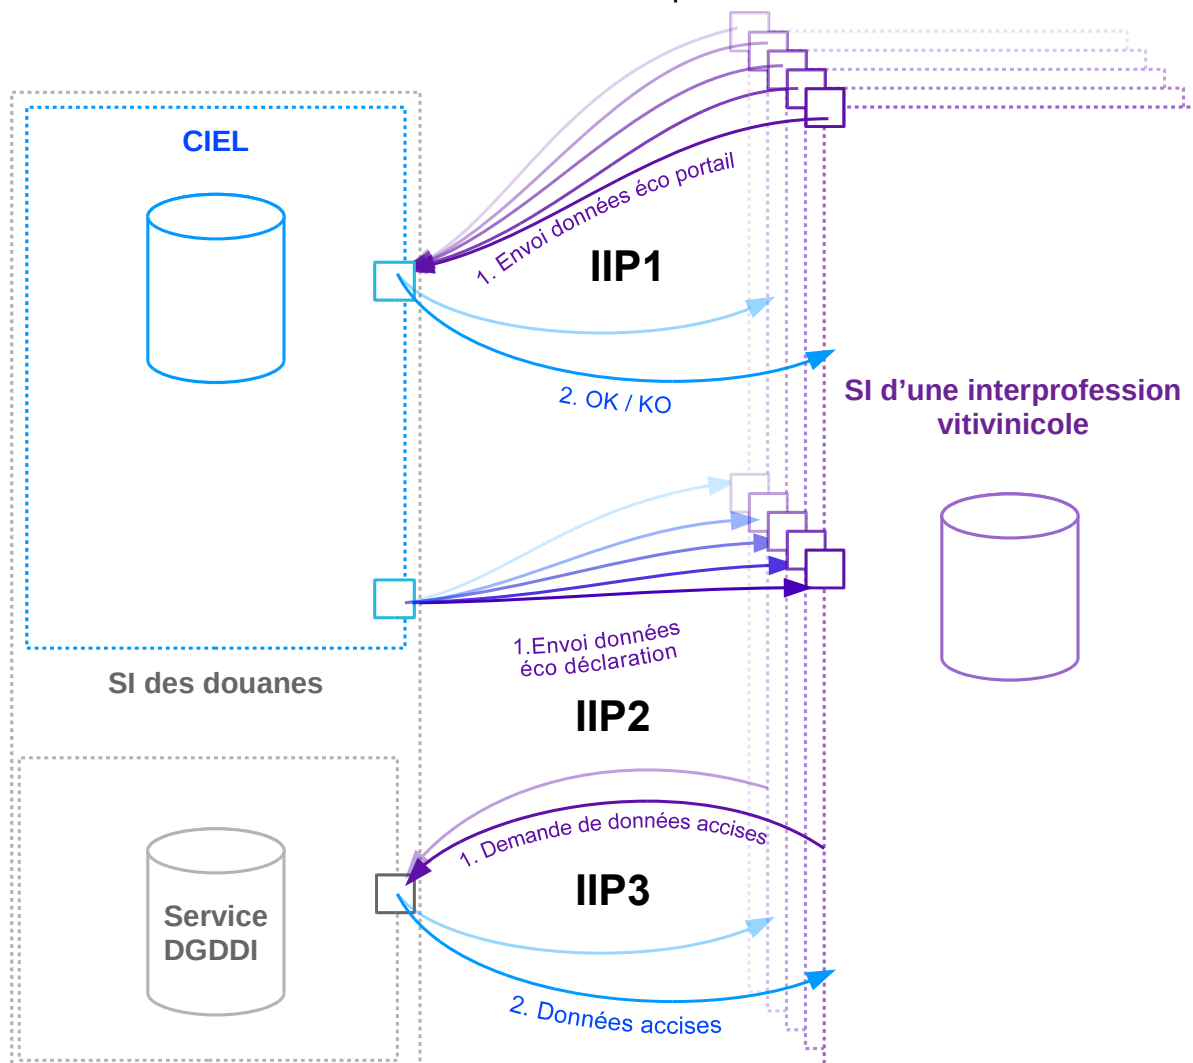 CIEL
1. Envoi données éco portail
IIP1
2. OK / KO
SI d’une interprofession
vitivinicole
1.Envoi données
éco déclaration
SI des douanes
IIP2
1. Demande de données accises
IIP3
Service
DGDDI
2. Données accises